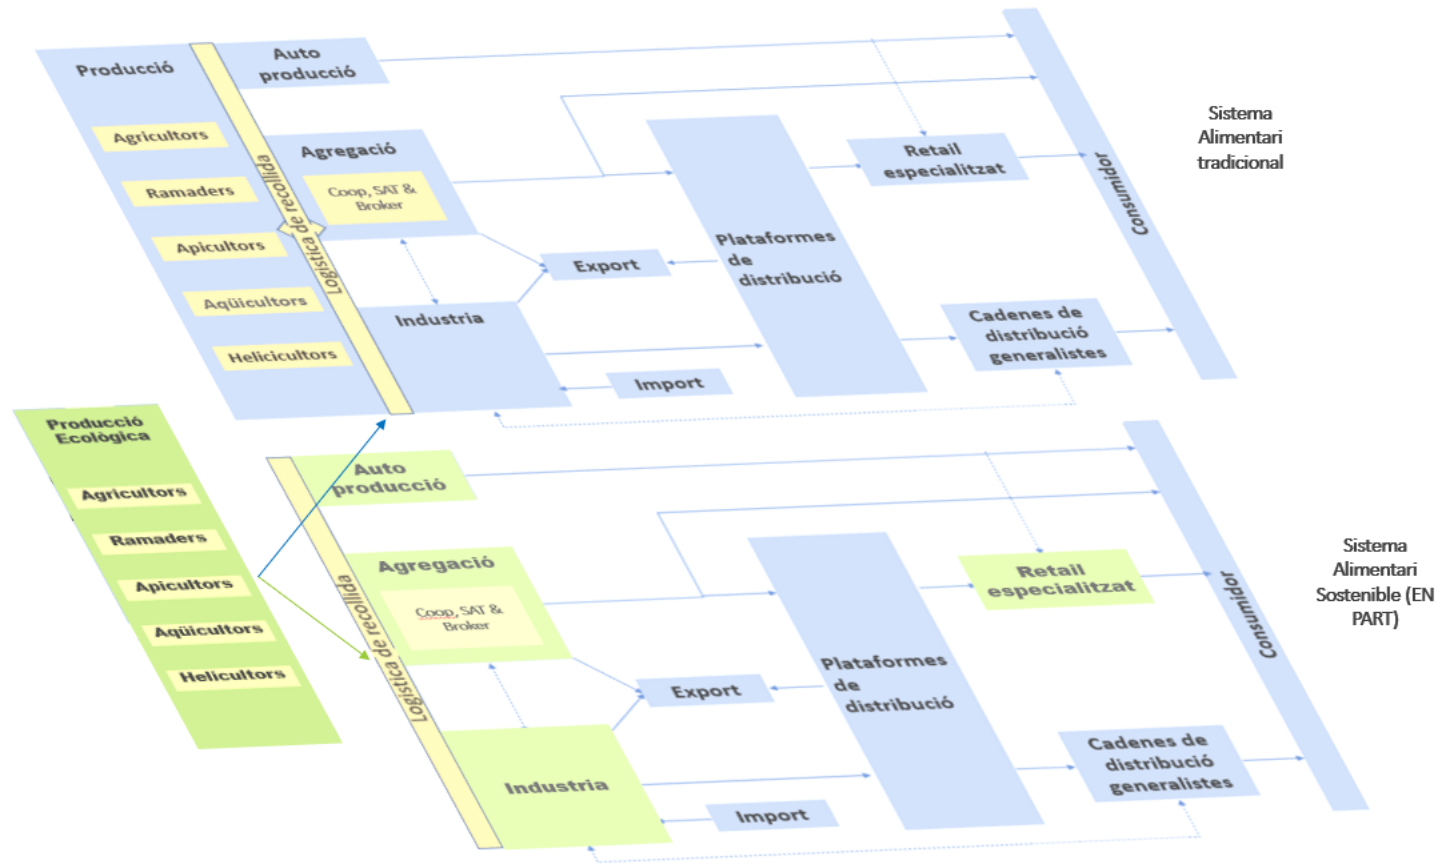 Producció
Agricultors
Ramaders
Apicultors
Aqüicultors
Helicicultors
Logística de recollida
Auto
producció
Agregació
Coop, SAT &
Broker
Industria
Export
Import
Plataformes
de
distribució
Retail
especialitzat
Cadenes de
distribució
generalistes
Consumidor
Sistema
Alimentari
tradicional
Producció
Ecològica
Agricultors
Ramaders
Apicultors
Aqüicultors
Helicultors
Logística de recollida
Auto
producció
Agregació
Coop, SAT &
Broker
Industria
Export
Import
Plataformes
de
distribució
Retail
especialitzat
Cadenes de
distribució
generalistes
Consumidor
Sistema
Alimentari
Sostenible (EN
PART)